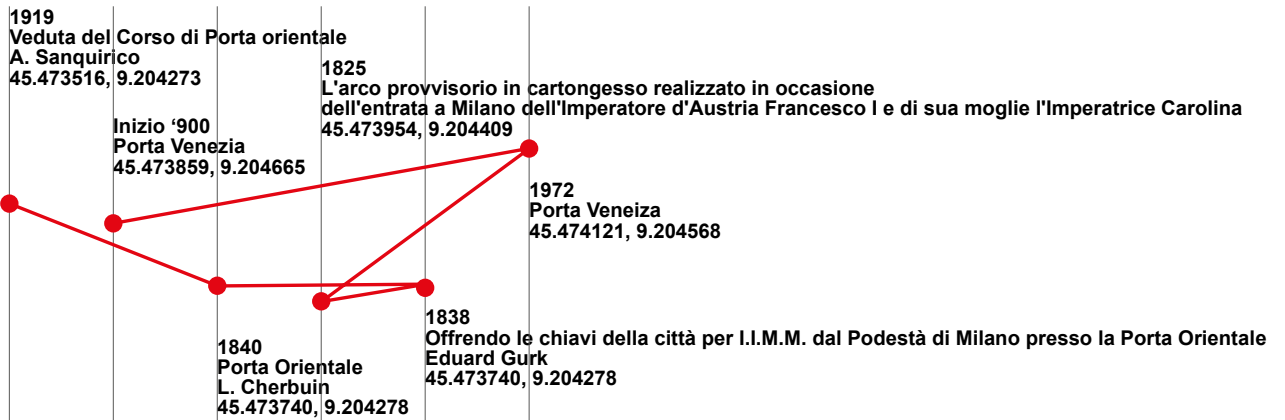 1919
Veduta del Corso di Porta orientale
A. Sanquirico
45.473516, 9.204273
Inizio ‘900
Porta Venezia
45.473859, 9.204665
1840
Porta Orientale
L. Cherbuin
45.473740, 9.204278
1825
L'arco provvisorio in cartongesso realizzato in occasione
dell'entrata a Milano dell'Imperatore d'Austria Francesco I e di sua moglie l'Imperatrice Carolina
45.473954, 9.204409
1838
Offrendo le chiavi della città per I.I.M.M. dal Podestà di Milano presso la Porta Orientale
Eduard Gurk
45.473740, 9.204278
1972
Porta Veneiza
45.474121, 9.204568